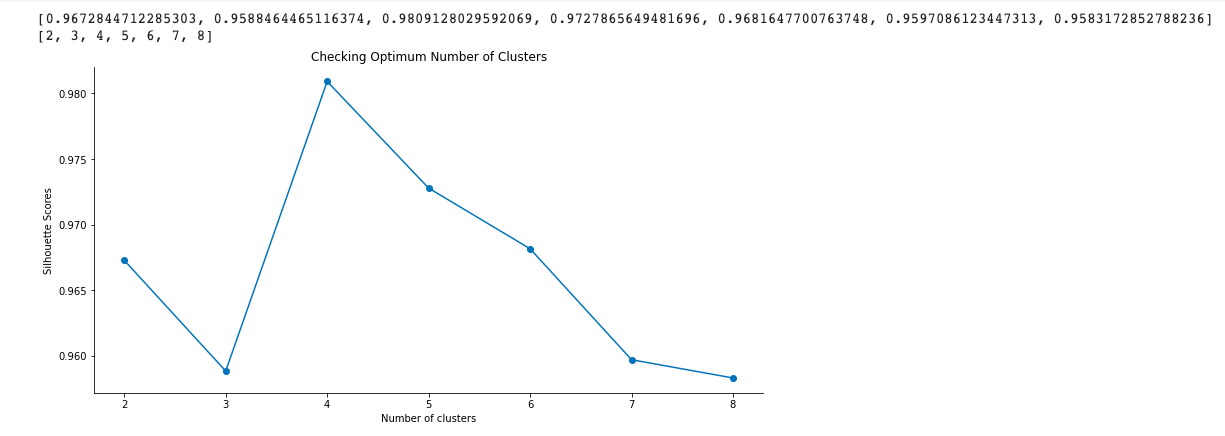 [0.9672844712285303, 0.9588464465116374, 0.9809128029592069, 0.9727865649481696, 0.9681647700763748, 0.9597086123447313, 0.9583172852788236]
[2, 3, 4, 5, 6, 7, 8]
Checking Optimum Number of Clusters
0.980
0.975
0.970
0.965
0.960
Silhouette Scores
2 3 4 5 6 7 8
Number of clusters